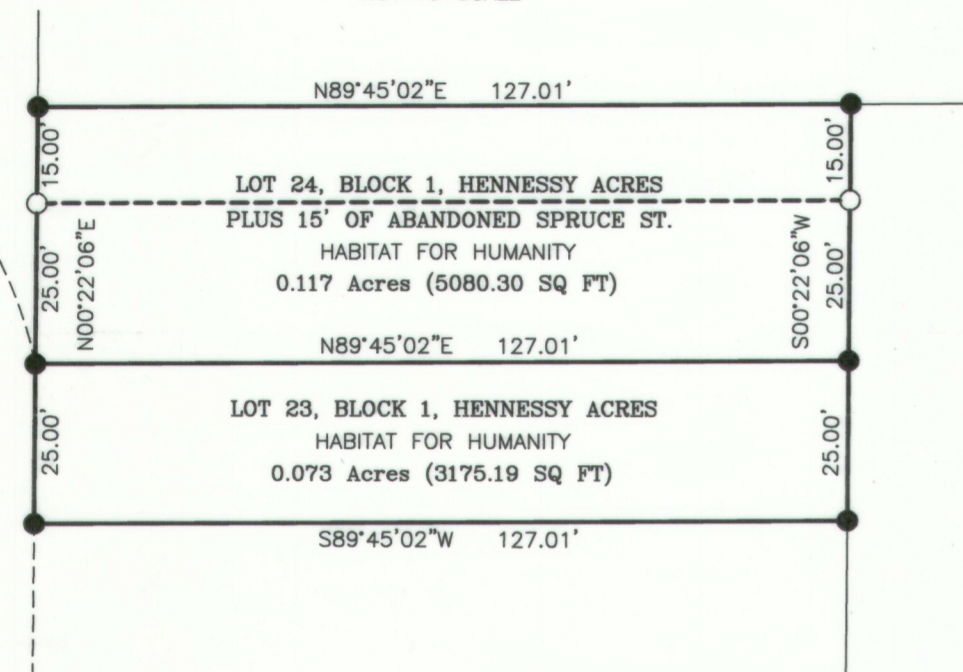 N89°45'02"E 127.01'
15.00'
15.00'
LOT 24, BLOCK 1, HENNESSY ACRES
PLUS 15' OF ABANDONED SPRUCE ST.
HABITAT FOR HUMANITY
0.117 Acres (5080.30 SQ FT)
25.00'
N00°22'06"E
S00°22'06"W
25.00'
N89°45'02"E 127.01'
LOT 23, BLOCK 1, HENNESSY ACRES
HABITAT FOR HUMANITY
0.073 Acres (3175.19 SQ FT)
25.00'
25.00'
S89°45'02"W 127.01'